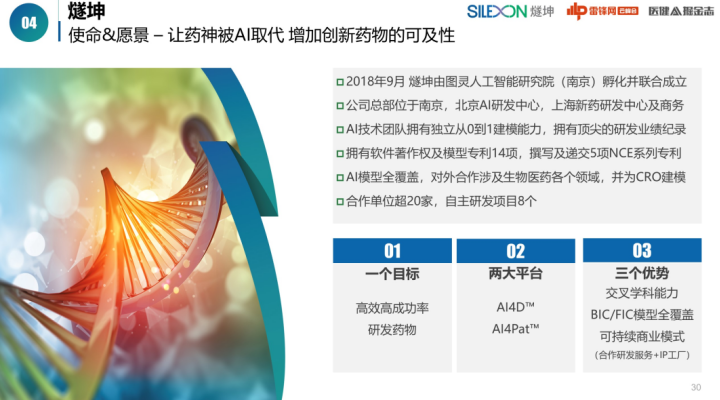 04
燧坤
使命&愿景 – 让药神被AI取代 增加创新药物的可及性
SILEXON 燧坤
雷锋网
医健AI掘金志
2018年9月 燧坤由图灵人工智能研究院（南京）孵化并联合成立
公司总部位于南京，北京AI研发中心，上海新药研发中心及商务
AI技术团队拥有独立从0到1建模能力，拥有顶尖的研发业绩纪录
拥有软件著作权及模型专利14项，撰写及递交5项NCE系列专利
AI模型全覆盖，对外合作涉及生物医药各个领域，并为CRO建模
合作单位超20家，自主研发项目8个
01
一个目标
高效高成功率
研发药物
02
两大平台
AI4D™
AI4Pat™
03
三个优势
交叉学科能力
BIC/FIC模型全覆盖
可持续商业模式
（合作研发服务+IP工厂）
30